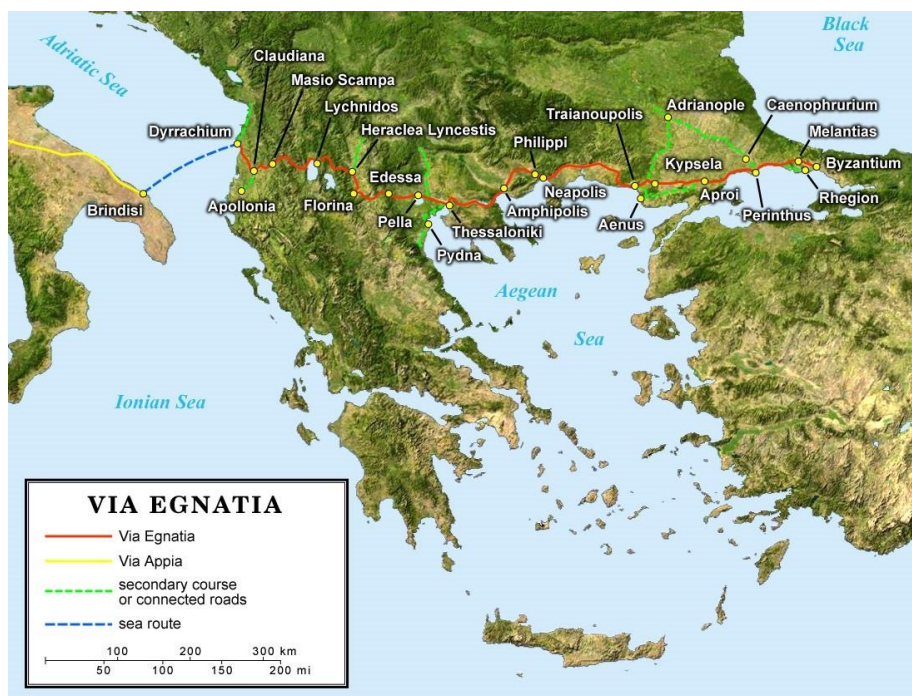 Adriatic Sea
Black
Sea
Claudiana
Masio Scampa
Lychnidos
Dyrrachium
Heraclea Lyncestis
Traianoupolis
Adrianople
Caenophrurium
Philippi
Melantias
Kypsela
Byzantium
Edessa
Brindisi
Apollonia
Florina
Neapolis
Aproi
Rhegion
Pella
Amphipolis
Aenus
Perinthus
Thessaloniki
Pydna
Aegean
Sea
Ionian Sea
VIA EGNATIA
Via Egnatia
Via Appia
secondary course
or connected roads
sea route
100 200 300 km
50 100 150 200 mi